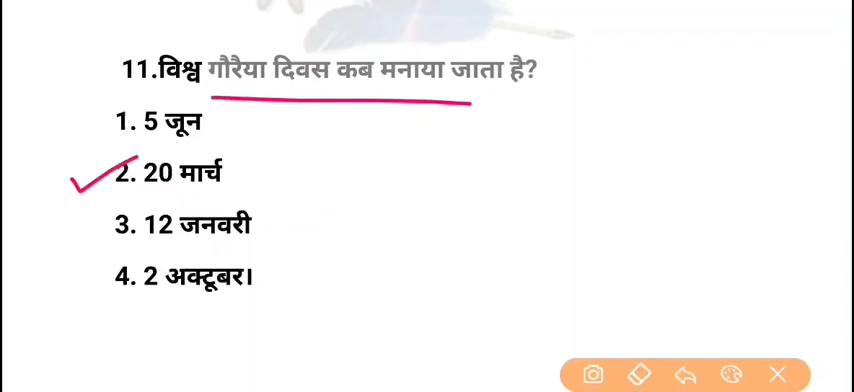 11.विश्व गौरैया दिवस कब मनाया जाता है?
1. 5 जून
2. 20 मार्च
3. 12 जनवरी
4. 2 अक्टूबर।